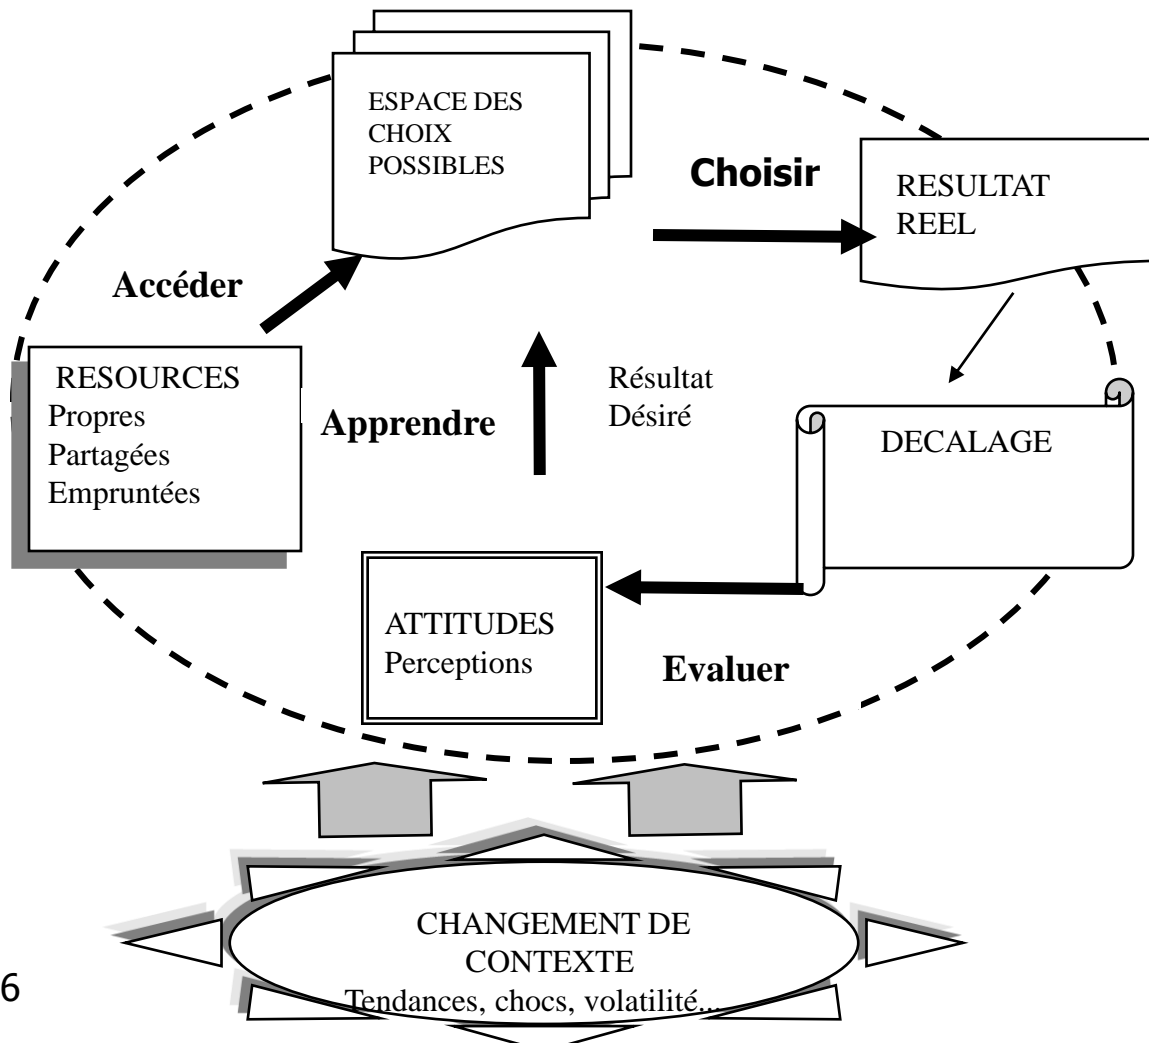 ESPACE DES
CHOIX
POSSIBLES
Choisir
RESULTAT
REEL
Accéder
RESOURCES
Propres
Partagées
Empruntées
Apprendre
Résultat
Désiré
DECALAGE
ATTITUDES
Perceptions
Evaluer
CHANGEMENT DE
CONTEXTE
Tendances, chocs, volatilité...
6